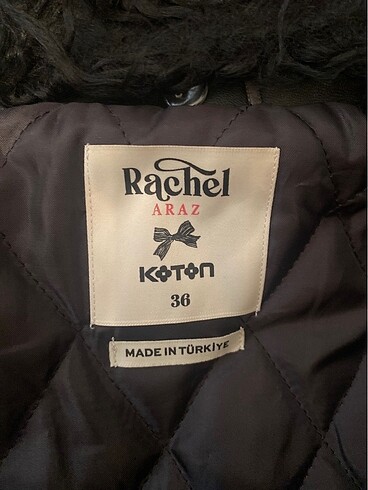 Rachel
ARAZ
KOTON
36
MADE IN TÜRKİYE